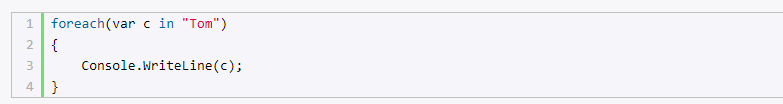 1 foreach(var c in "Tom")
2 {
3     Console.WriteLine(c);
4 }